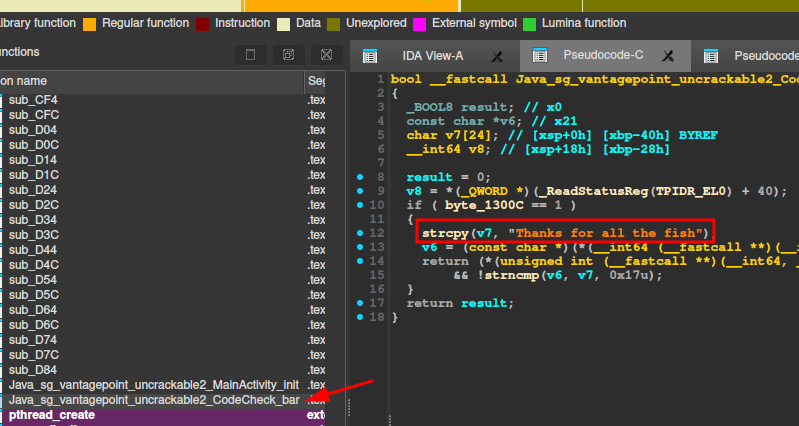 ibrary function Regular function Instruction Data Unexplored External symbol Lumina function
unctions
on name Seg
sub_CF4 .tex
sub_CFC .tex
sub_D04 .tex
sub_D0C .tex
sub_D14 .tex
sub_D1C .tex
sub_D24 .tex
sub_D2C .tex
sub_D34 .tex
sub_D3C .tex
sub_D44 .tex
sub_D4C .tex
sub_D54 .tex
sub_D5C .tex
sub_D64 .tex
sub_D6C .tex
sub_D74 .tex
sub_D7C .tex
sub_D84 .tex
Java_sg_vantagepoint_uncrackable2_MainActivity_init .tex
Java_sg_vantagepoint_uncrackable2_CodeCheck_bar .tex
pthread_create exte
IDA View-A Pseudocode-C Pseudocode
1 bool __fastcall Java_sg_vantagepoint_uncrackable2_Cod
2 {
3 _BOOL8 result; // x0
4 const char *v6; // x21
5 char v7[24]; // [xsp+0h] [xbp-40h] BYREF
6 __int64 v8; // [xsp+18h] [xbp-28h]
7
8 result = 0;
9 v8 = *(_QWORD *)(_ReadStatusReg(TPIDR_EL0) + 40);
10 if ( byte_1300C == 1 )
11 {
12 strcpy(v7, "Thanks for all the fish")
13 v6 = (const char *)(*(__int64 (__fastcall **)(__i
14 return (*(unsigned int (__fastcall **)(__int64, _
15 && !strncmp(v6, v7, 0x17u);
16 }
17 return result;
18 }